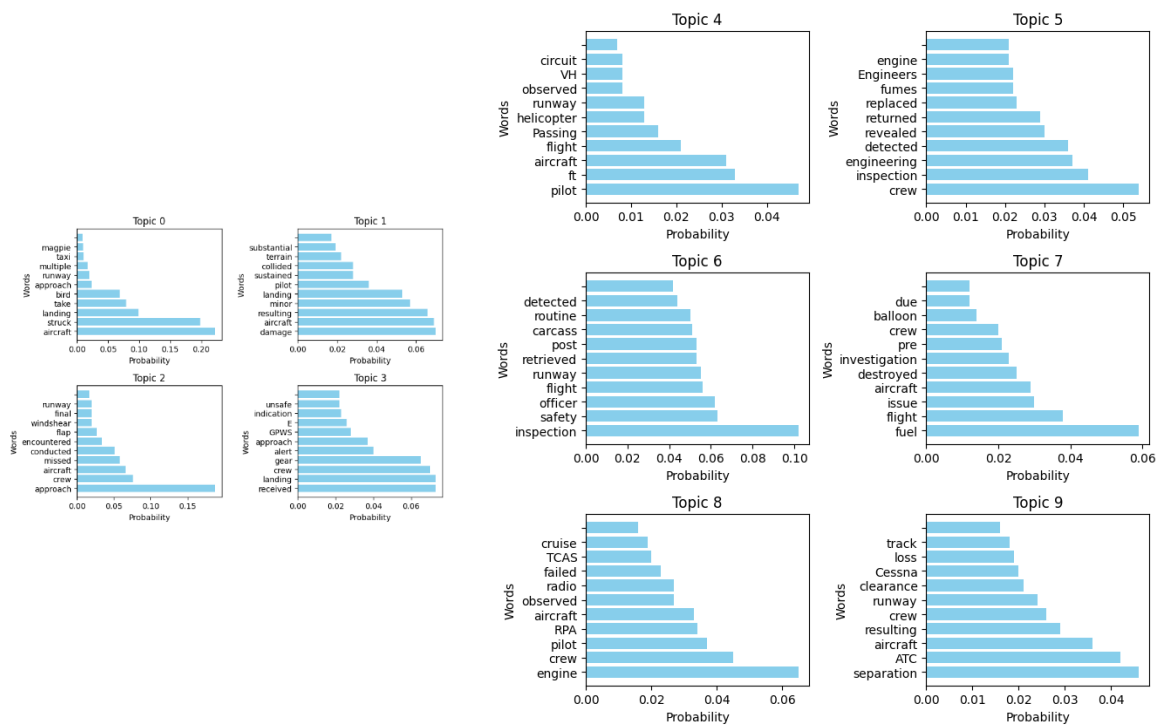 Topic 0
Words
magpie
taxi
multiple
runway
approach
bird
take
landing
struck
aircraft
0.00 0.05 0.10 0.15 0.20
Probability
Topic 1
Words
substantial
terrain
collided
sustained
pilot
landing
minor
resulting
aircraft
damage
0.00 0.02 0.04 0.06
Probability
Topic 2
Words
runway
final
windshear
flap
encountered
conducted
missed
aircraft
crew
approach
0.00 0.05 0.10 0.15
Probability
Topic 3
Words
unsafe
indication
E
GPWS
approach
alert
gear
crew
landing
received
0.00 0.02 0.04 0.06
Probability
Topic 4
Words
circuit
VH
observed
runway
helicopter
Passing
flight
aircraft
ft
pilot
0.00 0.01 0.02 0.03 0.04
Probability
Topic 5
Words
engine
Engineers
fumes
replaced
returned
revealed
detected
engineering
inspection
crew
0.00 0.01 0.02 0.03 0.04 0.05
Probability
Topic 6
Words
detected
routine
carcass
post
retrieved
runway
flight
officer
safety
inspection
0.00 0.02 0.04 0.06 0.08 0.10
Probability
Topic 7
Words
due
balloon
crew
pre
investigation
destroyed
aircraft
issue
flight
fuel
0.00 0.02 0.04 0.06
Probability
Topic 8
Words
cruise
TCAS
failed
radio
observed
aircraft
RPA
pilot
crew
engine
0.00 0.02 0.04 0.06
Probability
Topic 9
Words
track
loss
Cessna
clearance
runway
crew
resulting
aircraft
ATC
separation
0.00 0.01 0.02 0.03 0.04
Probability